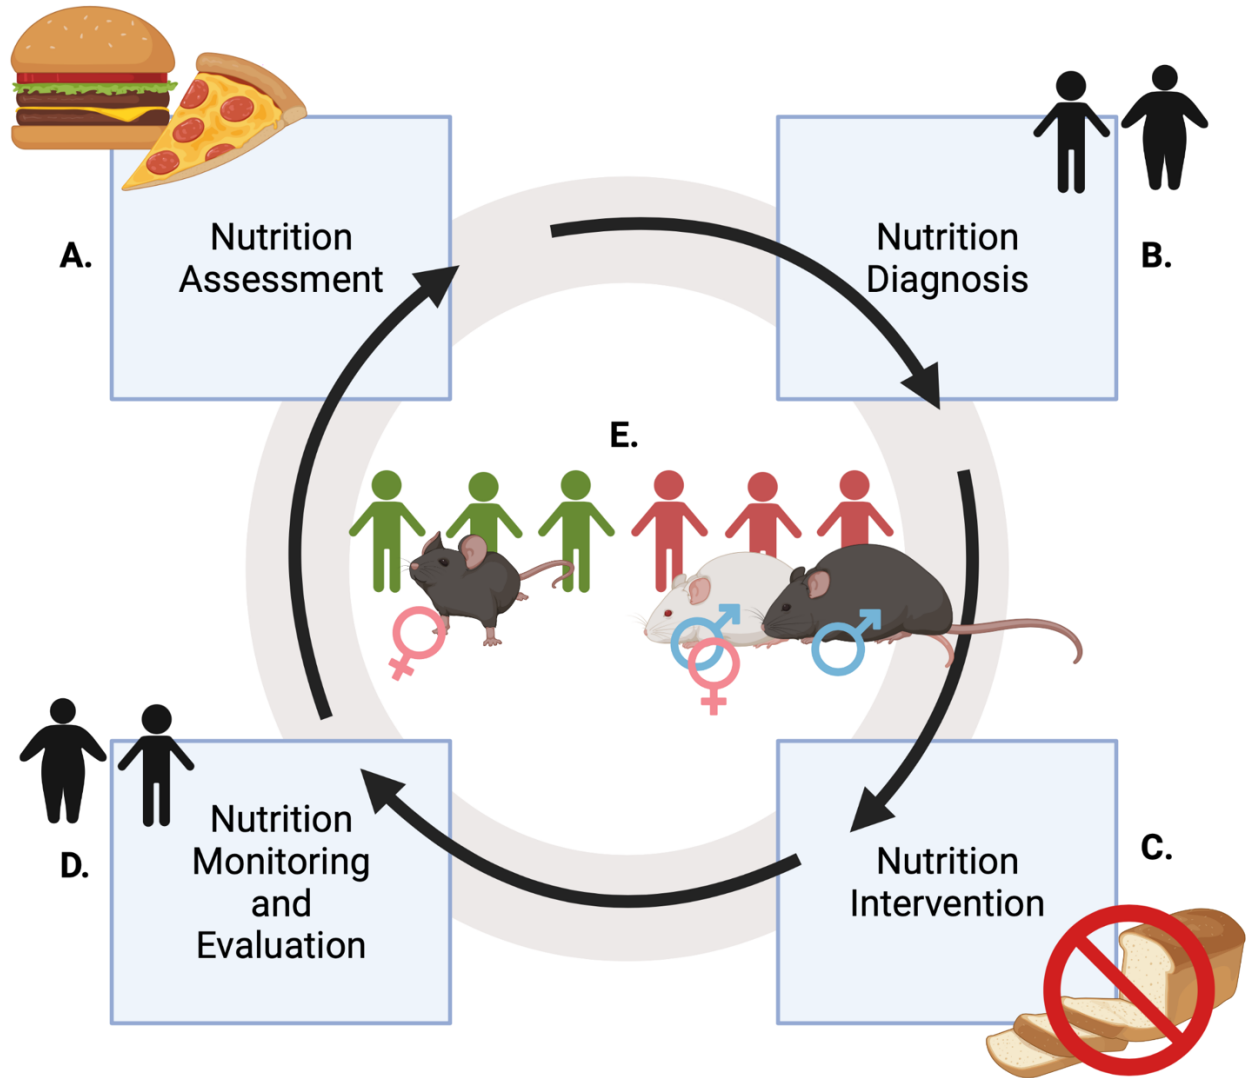 A.
Nutrition
Assessment
Nutrition
Diagnosis
B.
E.
D.
Nutrition
Monitoring
and
Evaluation
Nutrition
Intervention
C.